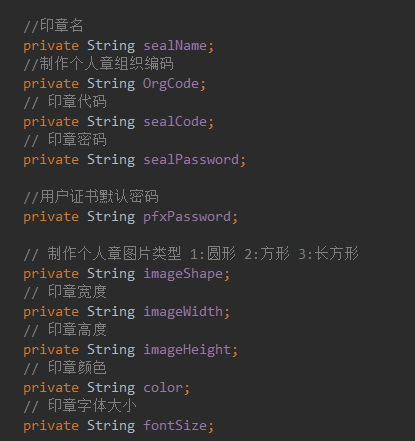 //印章名
private String sealName;
//制作个人章组织编码
private String OrgCode;
// 印章代码
private String sealCode;
// 印章密码
private String sealPassword;
//用户证书默认密码
private String pfxPassword;
// 制作个人章图片类型 1:圆形 2:方形 3:长方形
private String imageShape;
// 印章宽度
private String imageWidth;
// 印章高度
private String imageHeight;
// 印章颜色
private String color;
// 印章字体大小
private String fontSize;